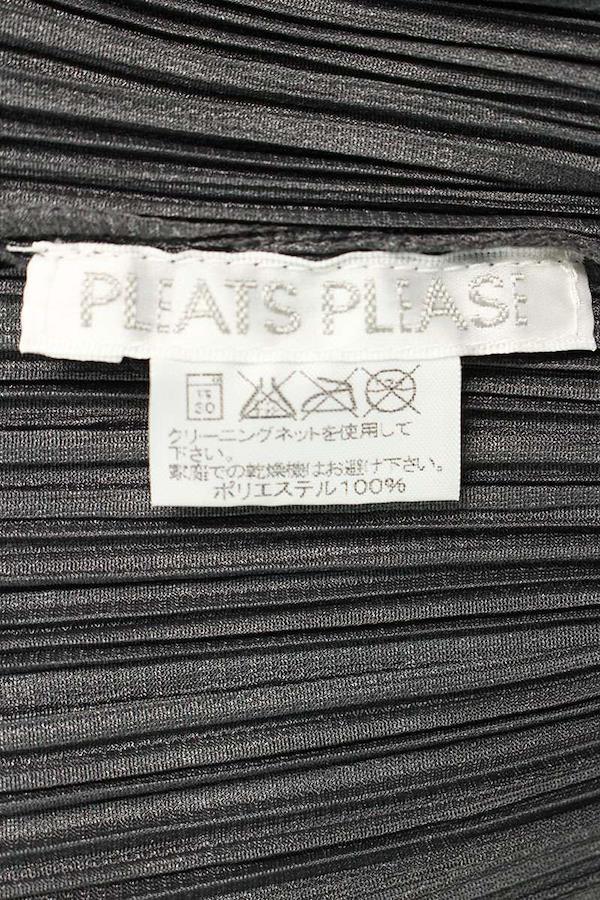 PLEATS PLEASE
クリーニングネットを使用して
下さい。
家庭での乾燥機はお避け下さい。
ポリエステル100%